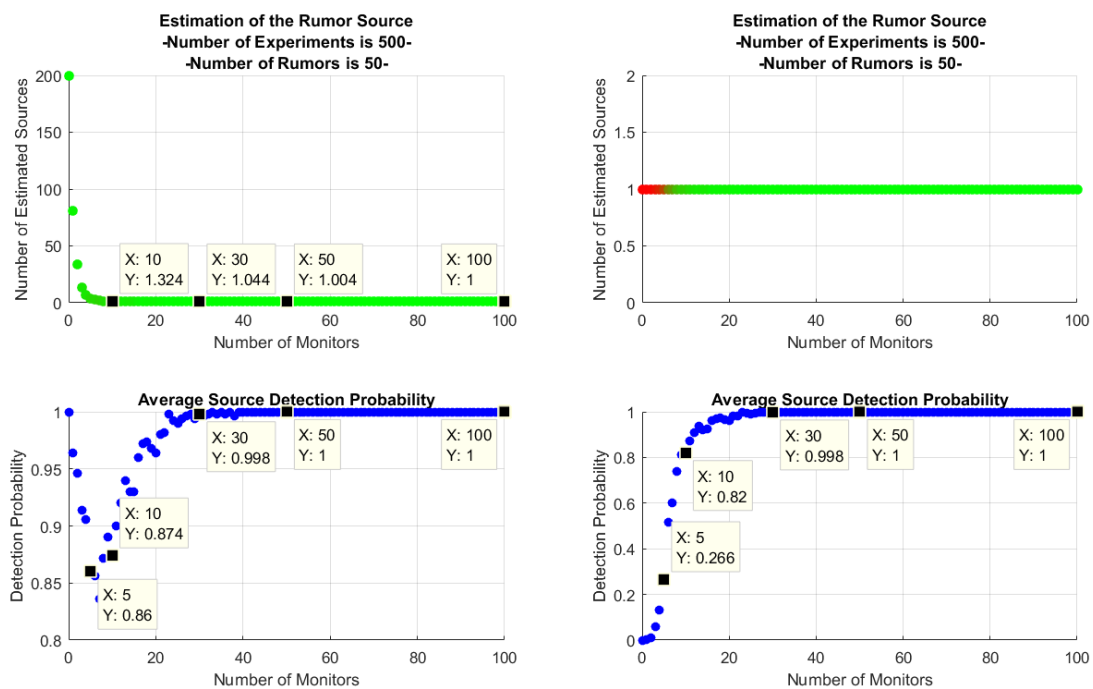 Estimation of the Rumor Source
-Number of Experiments is 500-
-Number of Rumors is 50-
200
150
100
50
0
Number of Estimated Sources
X: 10
Y: 1.324
X: 30
Y: 1.044
X: 50
Y: 1.004
X: 100
Y: 1
0
20
40
60
80
100
Number of Monitors
Estimation of the Rumor Source
-Number of Experiments is 500-
-Number of Rumors is 50-
2
1.5
1
0.5
0
Number of Estimated Sources
0
20
40
60
80
100
Number of Monitors
Average Source Detection Probability
1
0.95
0.9
0.85
0.8
Detection Probability
X: 5
Y: 0.86
X: 10
Y: 0.874
X: 30
Y: 0.998
X: 50
Y: 1
X: 100
Y: 1
0
20
40
60
80
100
Number of Monitors
Average Source Detection Probability
1
0.8
0.6
0.4
0.2
0
Detection Probability
X: 5
Y: 0.266
X: 10
Y: 0.82
X: 30
Y: 0.998
X: 50
Y: 1
X: 100
Y: 1
0
20
40
60
80
100
Number of Monitors